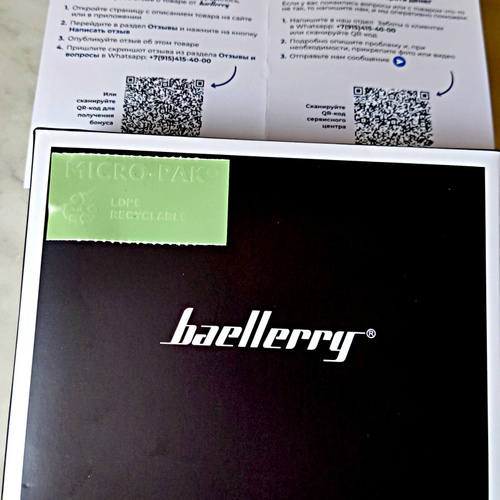 1. Откройте страницу с описанием товара на сайте
или в приложении
2. Перейдите в раздел Отзывы и нажмите на кнопку
Написать отзыв
3. Опубликуйте отзыв об этом товаре
4. Пришлите скриншот отзыва из раздела Отзывы и
вопросы в Whatsapp: +7(915)415-40-00
Или
сканируйте
QR-код для
получения
бонуса
Если у вас появились вопросы или с товаром что-то
не так, то напишите нам, и мы оперативно поможем:
1. Напишите в наш отдел Заботы о клиентах
в Whatsapp: +7(915)415-40-00
или сканируйте QR-код
2. Подробно опишите проблему и, при
необходимости, прикрепите фото или видео
3. Отправьте нам сообщение
Сканируйте
QR-код
сервисного
центра
MICRO·PAK®
LDPE
RECYCLABLE
baellerry®